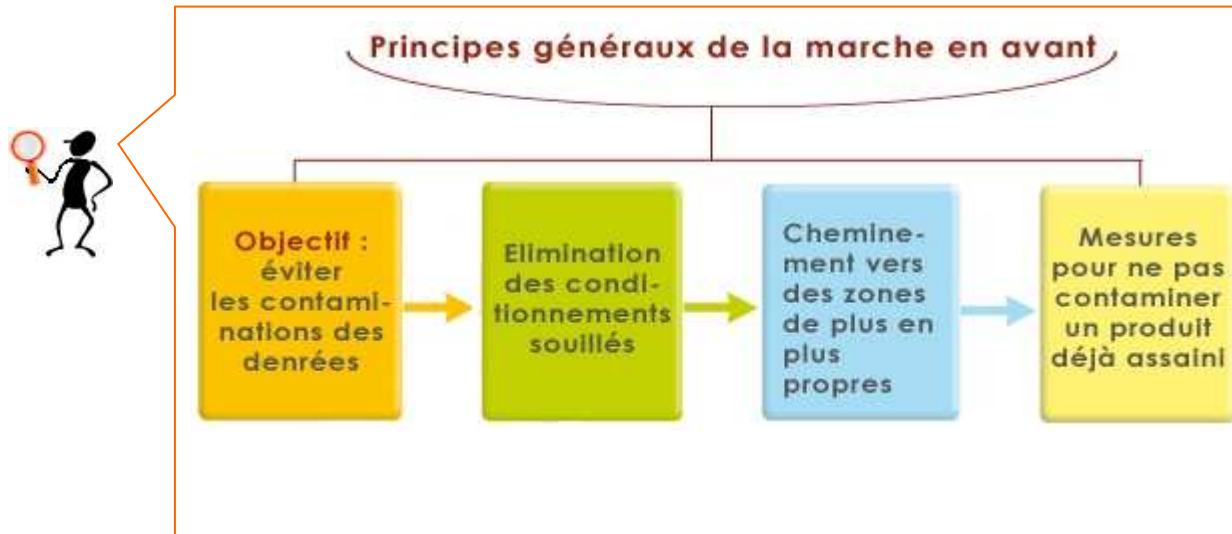 Principes généraux de la marche en avant
Objectif :
éviter
les contami-
nations des
denrées
Elimination
des condi-
tionnements
souillés
Chemine-
ment vers
des zones
de plus en
plus
propres
Mesures
pour ne pas
contaminer
un produit
déjà assaini